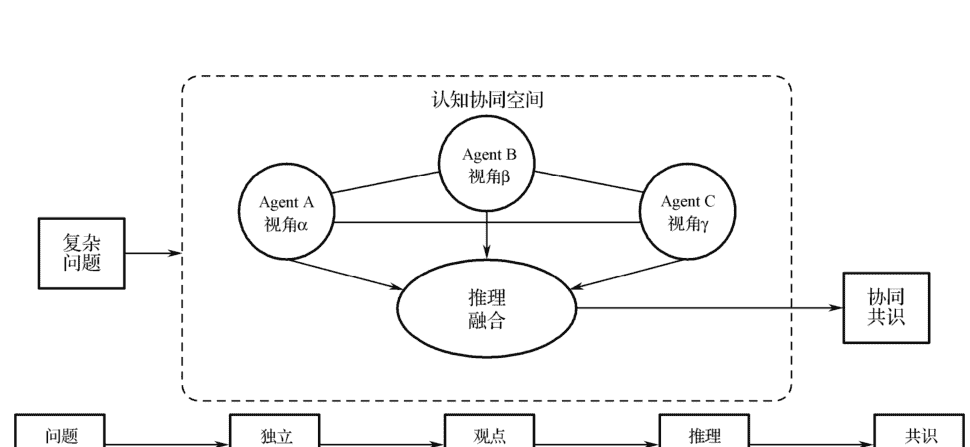 认知协同空间
Agent B
视角β
Agent A
视角α
Agent C
视角γ
复杂
问题
推理
融合
协同
共识
问题
独立
观点
推理
共识